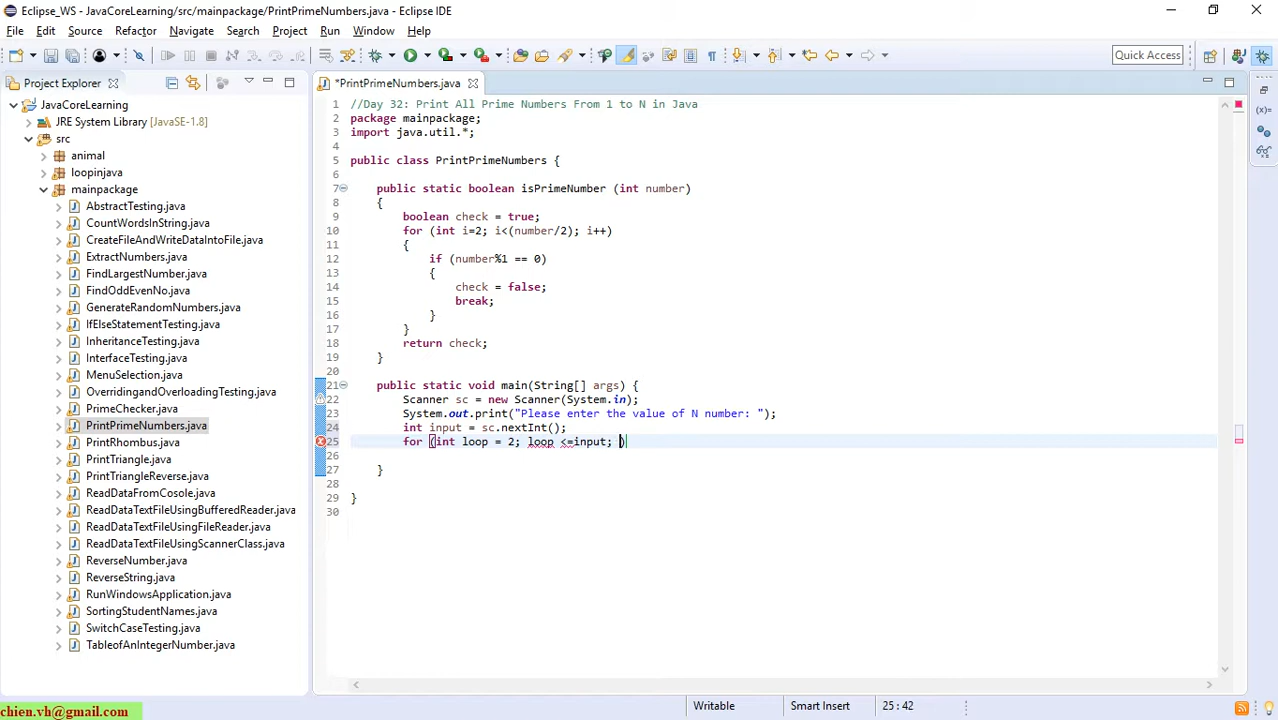 Eclipse_WS - JavaCoreLearning/src/mainpackage/PrintPrimeNumbers.java - Eclipse IDE
File Edit Source Refactor Navigate Search Project Run Window Help
Quick Access
Project Explorer
*PrintPrimeNumbers.java
JavaCoreLearning
JRE System Library [JavaSE-1.8]
src
animal
loopinjava
mainpackage
AbstractTesting.java
CountWordsInString.java
CreateFileAndWriteDataIntoFile.java
ExtractNumbers.java
FindLargestNumber.java
FindOddEvenNo.java
GenerateRandomNumbers.java
IfElseStatementTesting.java
InheritanceTesting.java
InterfaceTesting.java
MenuSelection.java
OverridingandOverloadingTesting.java
PrimeChecker.java
PrintPrimeNumbers.java
PrintRhombus.java
PrintTriangle.java
PrintTriangleReverse.java
ReadDataFromCosole.java
ReadDataTextFileUsingBufferedReader.java
ReadDataTextFileUsingFileReader.java
ReadDataTextFileUsingScannerClass.java
ReverseNumber.java
ReverseString.java
RunWindowsApplication.java
SortingStudentNames.java
SwitchCaseTesting.java
TableofAnIntegerNumber.java
1 //Day 32: Print All Prime Numbers From 1 to N in Java
2 package mainpackage;
3 import java.util.*;
4
5 public class PrintPrimeNumbers {
6
7 public static boolean isPrimeNumber (int number)
8 {
9 boolean check = true;
10 for (int i=2; i<(number/2); i++)
11 {
12 if (number%1 == 0)
13 {
14 check = false;
15 break;
16 }
17 }
18 return check;
19 }
20
21 public static void main(String[] args) {
22 Scanner sc = new Scanner(System.in);
23 System.out.print("Please enter the value of N number: ");
24 int input = sc.nextInt();
25 for (int loop = 2; loop <=input; )
26
27 }
28
29 }
30
Writable Smart Insert 25 : 42
chien.vh@gmail.com